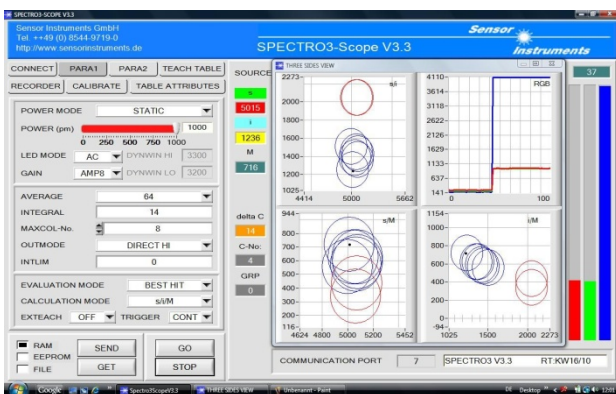 SPECTRO3-SCOPE V3.3
Sensor Instruments GmbH
Tel. ++49 (0) 8544-9719-0
http://www.sensorinstruments.de
SPECTRO3-Scope V3.3
Sensor
Instruments
CONNECT PARA1 PARA2 TEACH TABLE
RECORDER CALIBRATE TABLE ATTRIBUTES
POWER MODE STATIC
POWER (pm) 1000
0 250 500 750 1000
LED MODE AC DYNWIN HI 3300
GAIN AMP8 DYNWIN LO 3200
AVERAGE 64
INTEGRAL 14
MAXCOL-No. 8
OUTMODE DIRECT HI
INTLIM 0
EVALUATION MODE BEST HIT
CALCULATION MODE s/i/M
EXTEACH OFF TRIGGER CONT
RAM
EEPROM
FILE
SEND GO
GET STOP
SOURCE
s
5015
i
1236
M
716
delta C
14
C-No:
4
GRP
0
THREE SIDES VIEW
2273-
2000-
1800-
1600-
1400-
1200-
1025-
4414 5000 5662
s/i
4110-
3614-
3118-
2622-
2126-
1629-
1133-
637-
141-
0 100
RGB
944-
800-
700-
600-
500-
400-
300-
200-
116-
4624 4800 5000 5200 5452
s/M
1154-
1000-
800-
600-
400-
200-
0-
-94-
1025 1500 2000 2273
i/M
37
COMMUNICATION PORT 7 SPECTRO3 V3.3 RT:KW16/10
Google Spectro3ScopeV3.3 THREE SIDES VIEW Unbenannt - Paint DE Desktop 12:01